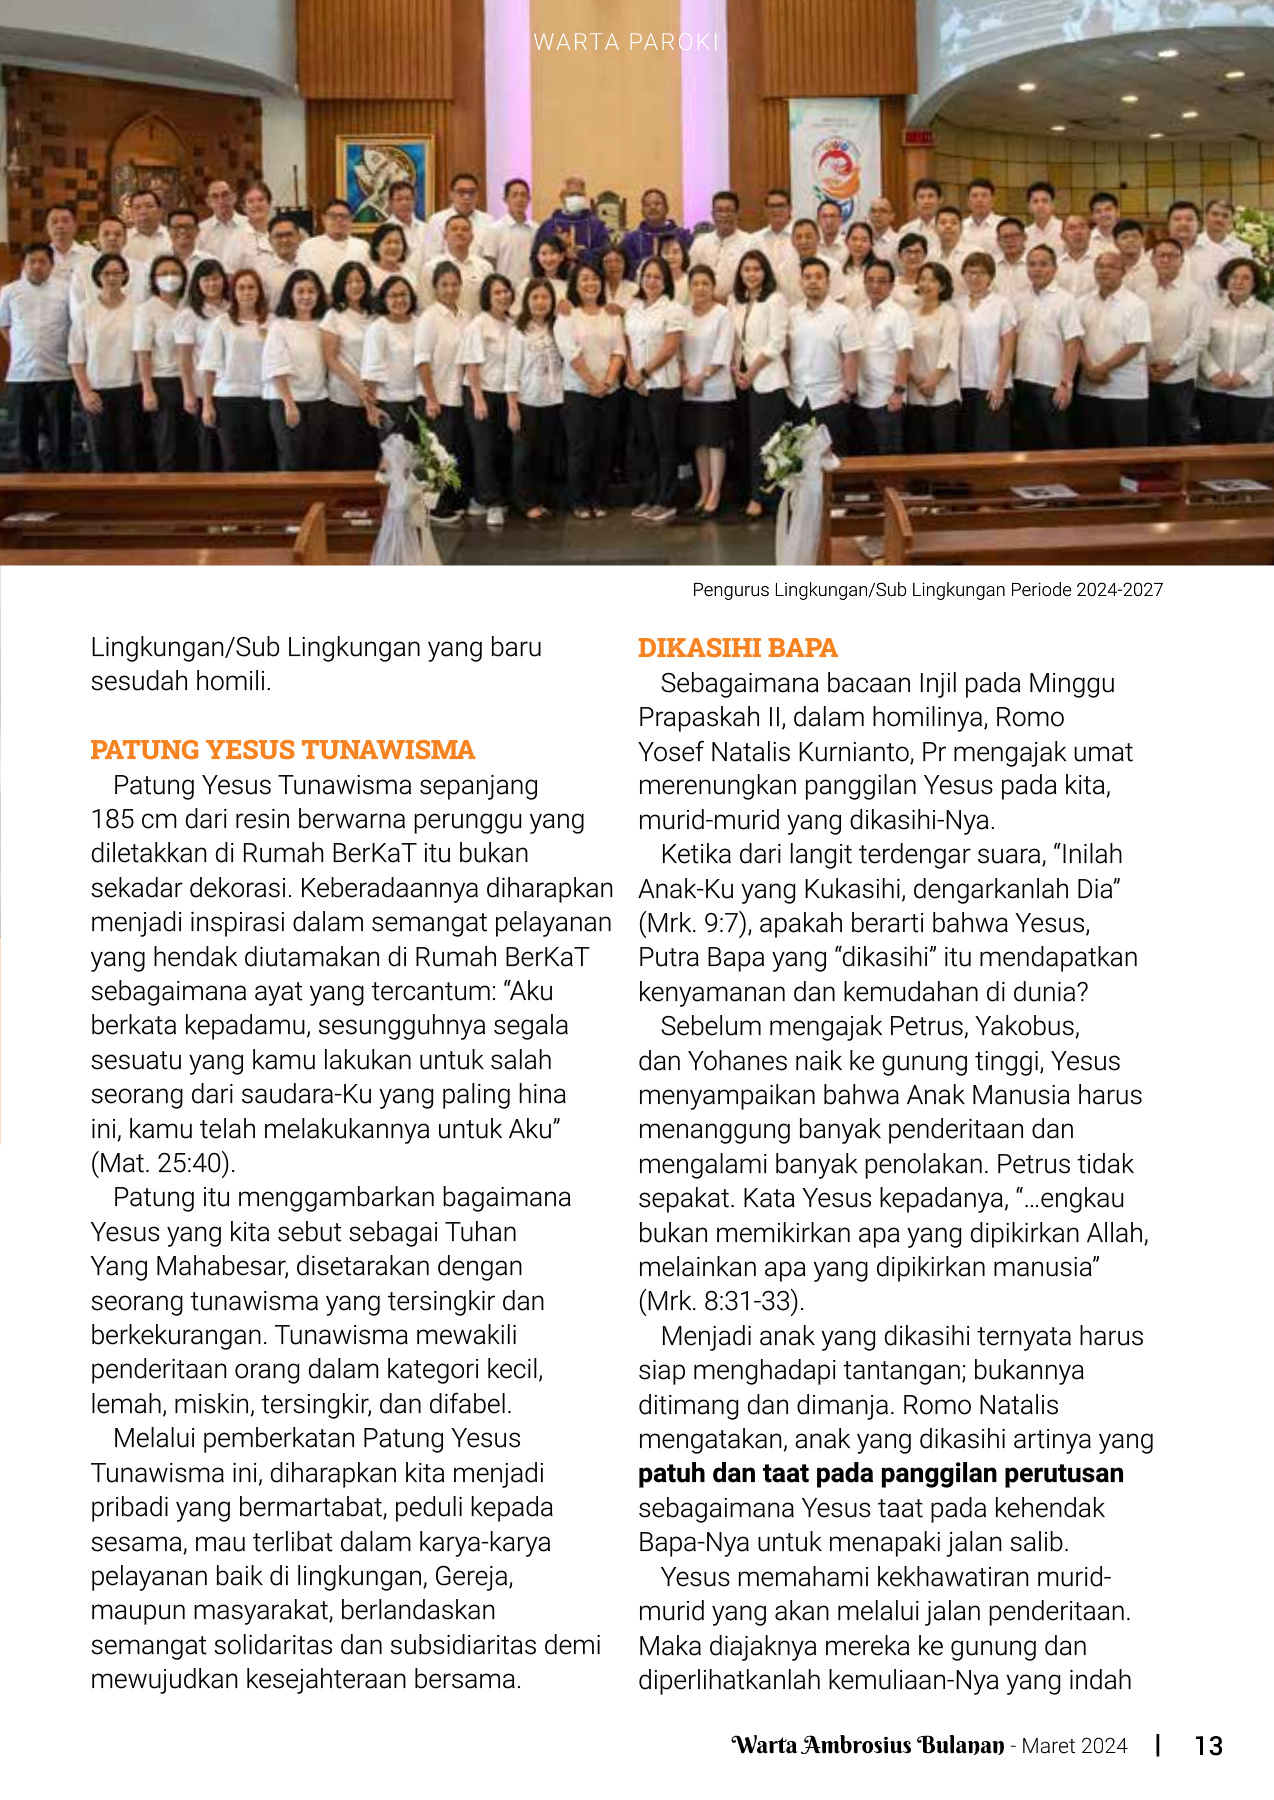 WARTA PAROKI
Pengurus Lingkungan/Sub Lingkungan Periode 2024-2027
Lingkungan/Sub Lingkungan yang baru
sesudah homili.
PATUNG YESUS TUNAWISMA
Patung Yesus Tunawisma sepanjang
185 cm dari resin berwarna perunggu yang
diletakkan di Rumah BerKaT itu bukan
sekadar dekorasi. Keberadaannya diharapkan
menjadi inspirasi dalam semangat pelayanan
yang hendak diutamakan di Rumah BerKaT
sebagaimana ayat yang tercantum: “Aku
berkata kepadamu, sesungguhnya segala
sesuatu yang kamu lakukan untuk salah
seorang dari saudara-Ku yang paling hina
ini, kamu telah melakukannya untuk Aku”
(Mat. 25:40).
Patung itu menggambarkan bagaimana
Yesus yang kita sebut sebagai Tuhan
Yang Mahabesar, disetarakan dengan
seorang tunawisma yang tersingkir dan
berkekurangan. Tunawisma mewakili
penderitaan orang dalam kategori kecil,
lemah, miskin, tersingkir, dan difabel.
Melalui pemberkatan Patung Yesus
Tunawisma ini, diharapkan kita menjadi
pribadi yang bermartabat, peduli kepada
sesama, mau terlibat dalam karya-karya
pelayanan baik di lingkungan, Gereja,
maupun masyarakat, berlandaskan
semangat solidaritas dan subsidiaritas demi
mewujudkan kesejahteraan bersama.
DIKASIHI BAPA
Sebagaimana bacaan Injil pada Minggu
Prapaskah II, dalam homilinya, Romo
Yosef Natalis Kurnianto, Pr mengajak umat
merenungkan panggilan Yesus pada kita,
murid-murid yang dikasihi-Nya.
Ketika dari langit terdengar suara, “Inilah
Anak-Ku yang Kukasihi, dengarkanlah Dia”
(Mrk. 9:7), apakah berarti bahwa Yesus,
Putra Bapa yang “dikasihi” itu mendapatkan
kenyamanan dan kemudahan di dunia?
Sebelum mengajak Petrus, Yakobus,
dan Yohanes naik ke gunung tinggi, Yesus
menyampaikan bahwa Anak Manusia harus
menanggung banyak penderitaan dan
mengalami banyak penolakan. Petrus tidak
sepakat. Kata Yesus kepadanya, “…engkau
bukan memikirkan apa yang dipikirkan Allah,
melainkan apa yang dipikirkan manusia”
(Mrk. 8:31-33).
Menjadi anak yang dikasihi ternyata harus
siap menghadapi tantangan; bukannya
ditimang dan dimanja. Romo Natalis
mengatakan, anak yang dikasihi artinya yang
patuh dan taat pada panggilan perutusan
sebagaimana Yesus taat pada kehendak
Bapa-Nya untuk menapaki jalan salib.
Yesus memahami kekhawatiran murid-
murid yang akan melalui jalan penderitaan.
Maka diajaknya mereka ke gunung dan
diperlihatkanlah kemuliaan-Nya yang indah
Warta Ambrosius Bulanan - Maret 2024 | 13